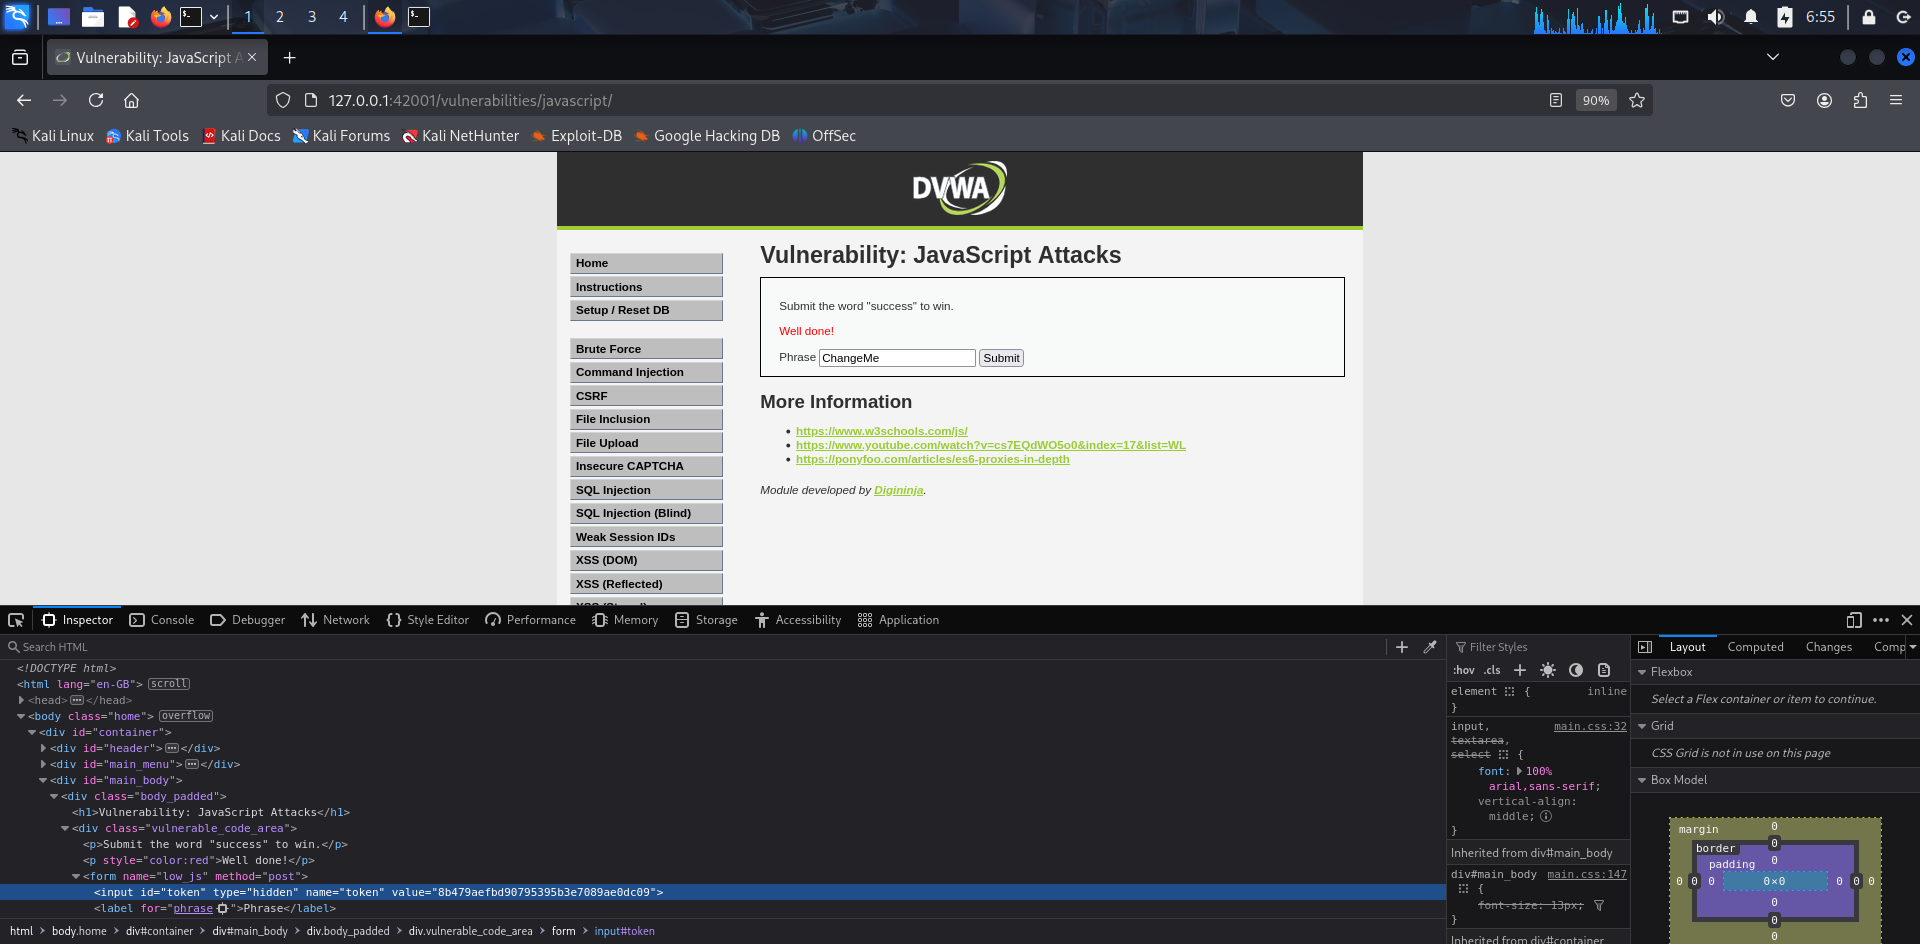 1 2 3 4
6:55
Vulnerability: JavaScript A
127.0.0.1:42001/vulnerabilities/javascript/
90%
Kali Linux Kali Tools Kali Docs Kali Forums Kali NetHunter Exploit-DB Google Hacking DB OffSec
DVWA
Home
Instructions
Setup / Reset DB
Brute Force
Command Injection
CSRF
File Inclusion
File Upload
Insecure CAPTCHA
SQL Injection
SQL Injection (Blind)
Weak Session IDs
XSS (DOM)
XSS (Reflected)
Vulnerability: JavaScript Attacks
Submit the word "success" to win.
Well done!
Phrase ChangeMe Submit
More Information
• https://www.w3schools.com/js/
• https://www.youtube.com/watch?v=cs7EQdWO5o0&index=17&list=WL
• https://ponyfoo.com/articles/es6-proxies-in-depth
Module developed by Digininja.
Inspector Console Debugger Network Style Editor Performance Memory Storage Accessibility Application
Search HTML
<!DOCTYPE html>
<html lang="en-GB"> scroll
<head></head>
<body class="home"> overflow
<div id="container">
<div id="header"></div>
<div id="main_menu"></div>
<div id="main_body">
<div class="body_padded">
<h1>Vulnerability: JavaScript Attacks</h1>
<div class="vulnerable_code_area">
<p>Submit the word "success" to win.</p>
<p style="color:red">Well done!</p>
<form name="low_js" method="post">
<input id="token" type="hidden" name="token" value="8b479aefbd90795395b3e7089ae0dc09">
<label for="phrase">Phrase</label>
html > body.home > div#container > div#main_body > div.body_padded > div.vulnerable_code_area > form > input#token
Filter Styles
:hov .cls
element { inline
}
input, main.css:32
textarea,
select {
font: 100%
arial,sans-serif;
vertical-align:
middle;
}
Inherited from div#main_body
div#main_body main.css:147
{
font-size: 13px;
}
Inherited from div#container
Layout Computed Changes Comp
Flexbox
Select a Flex container or item to continue.
Grid
CSS Grid is not in use on this page
Box Model
margin 0
border 0
padding 0
0 0 0 0×0 0 0 0
0
0
0